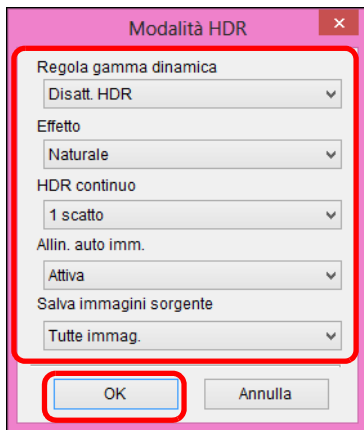 Modalità HDR
Regola gamma dinamica
Disatt. HDR
Effetto
Naturale
HDR continuo
1 scatto
Allin. auto imm.
Attiva
Salva immagini sorgente
Tutte immag.
OK Annulla